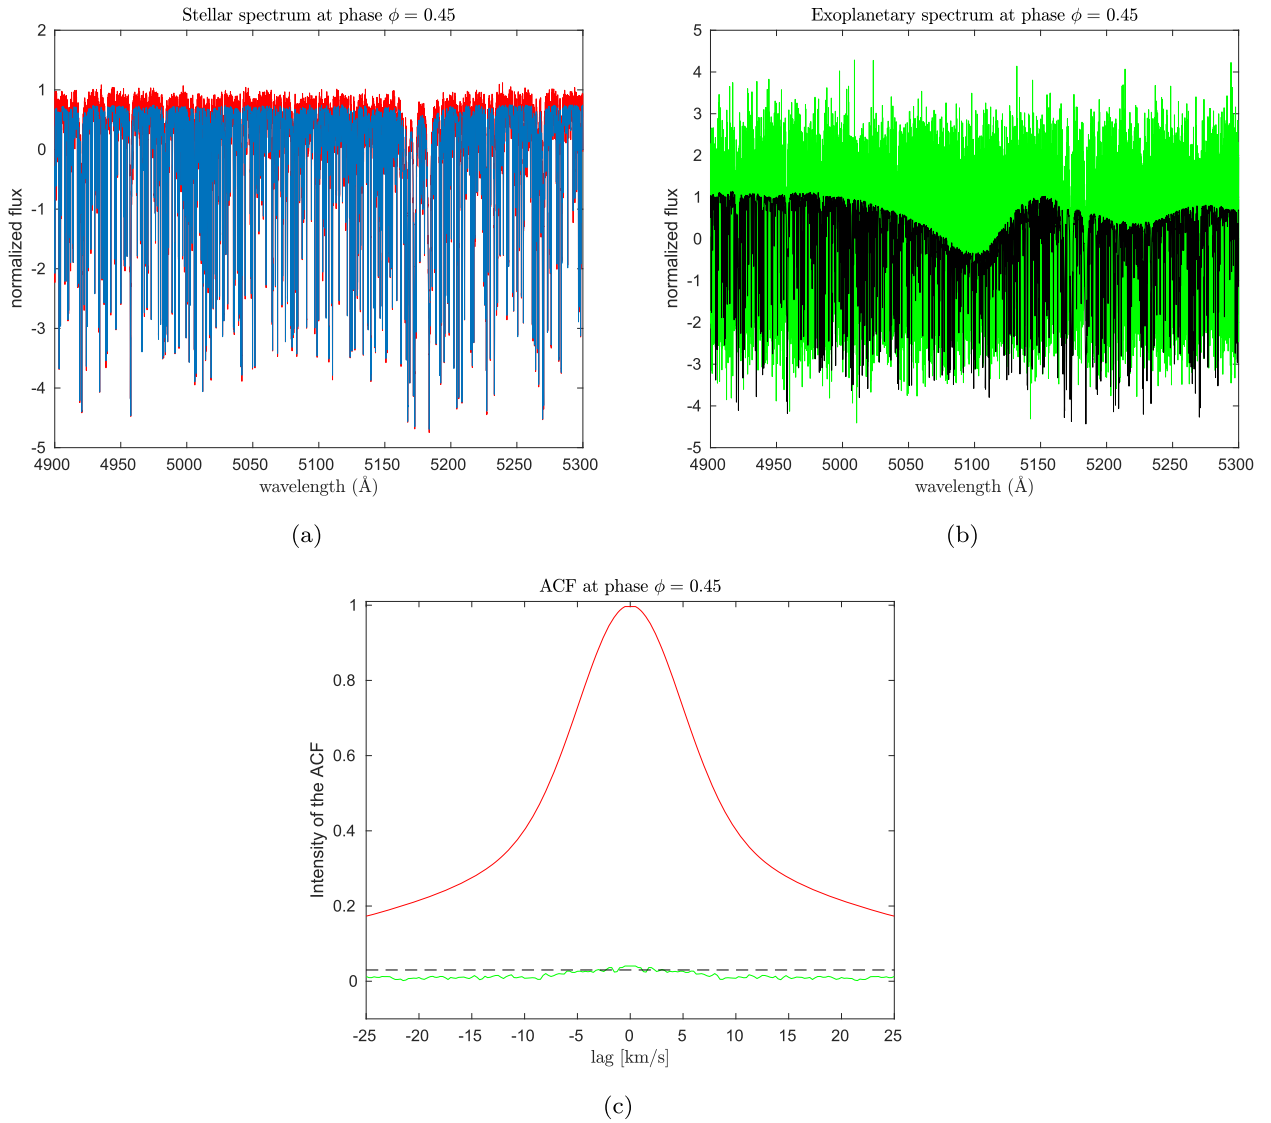 Stellar spectrum at phase ϕ = 0.45
2
1
0
-1
-2
-3
-4
-5
normalized flux
4900 4950 5000 5050 5100 5150 5200 5250 5300
wavelength (Å)
(a)
Exoplanetary spectrum at phase ϕ = 0.45
5
4
3
2
1
0
-1
-2
-3
-4
-5
normalized flux
4900 4950 5000 5050 5100 5150 5200 5250 5300
wavelength (Å)
(b)
ACF at phase ϕ = 0.45
1
0.8
0.6
0.4
0.2
0
Intensity of the ACF
-25 -20 -15 -10 -5 0 5 10 15 20 25
lag [km/s]
(c)